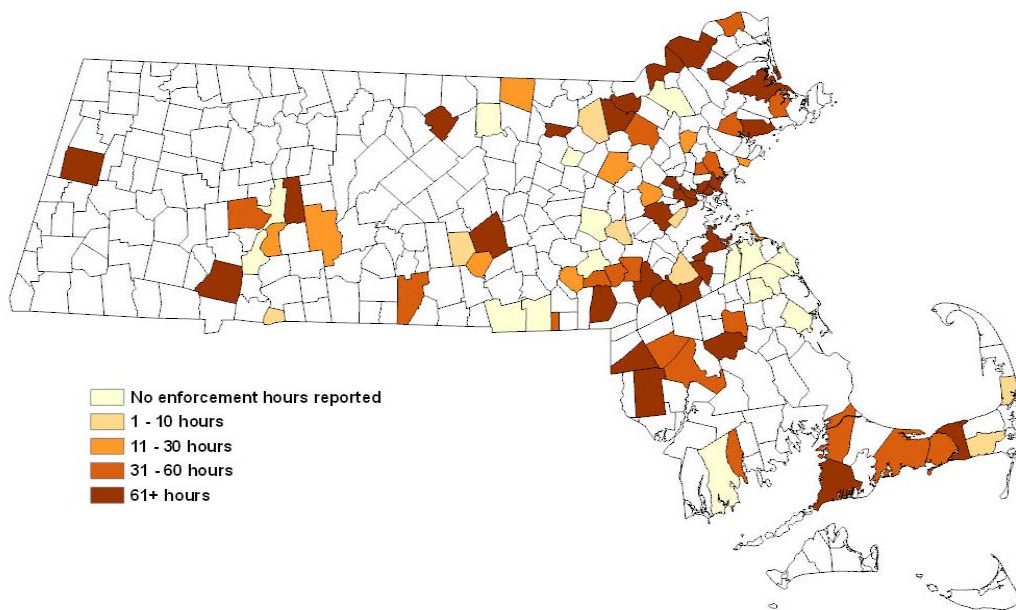 No enforcement hours reported
1 - 10 hours
11 - 30 hours
31 - 60 hours
61+ hours